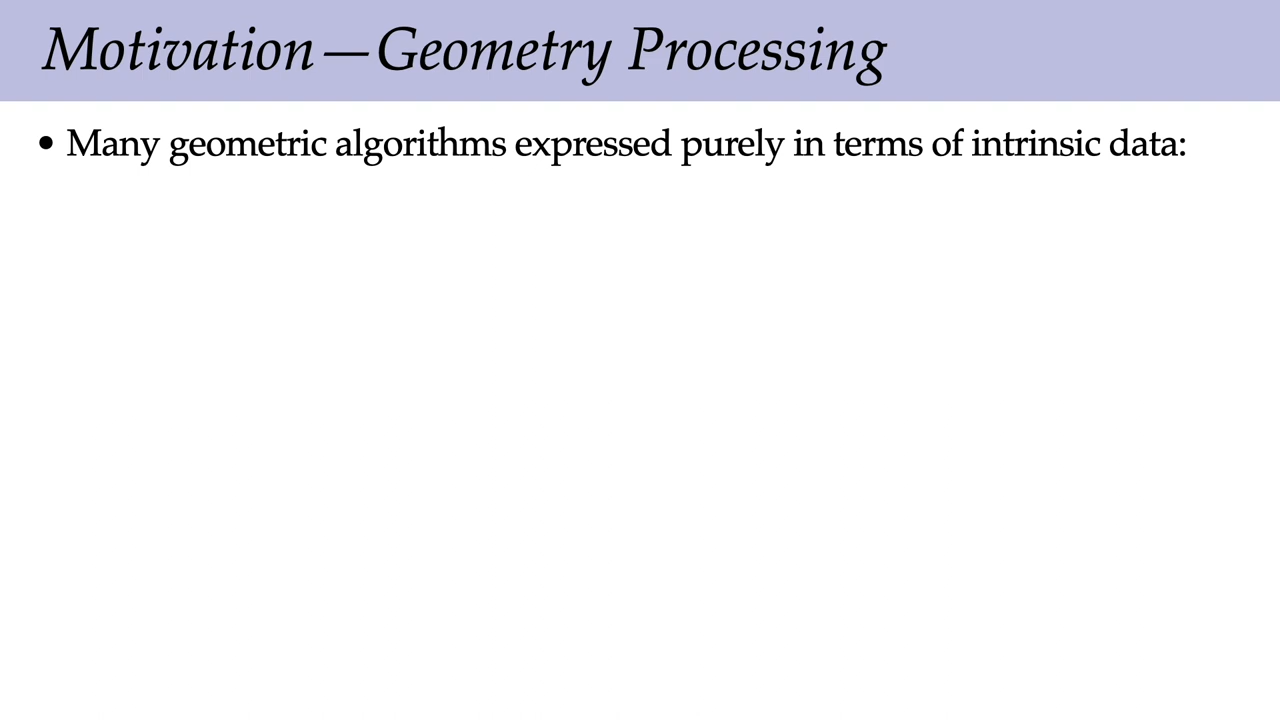 Motivation—Geometry Processing
• Many geometric algorithms expressed purely in terms of intrinsic data: